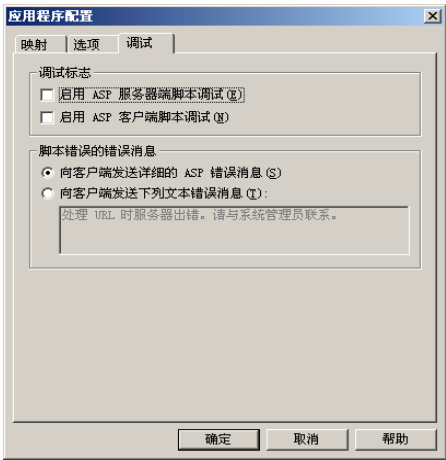 应用程序配置
映射 选项 调试
调试标志
启用 ASP 服务器端脚本调试(E)
启用 ASP 客户端脚本调试(N)
脚本错误的错误消息
向客户端发送详细的 ASP 错误消息(S)
向客户端发送下列文本错误消息(T):
处理 URL 时服务器出错。请与系统管理员联系。
确定 取消 帮助